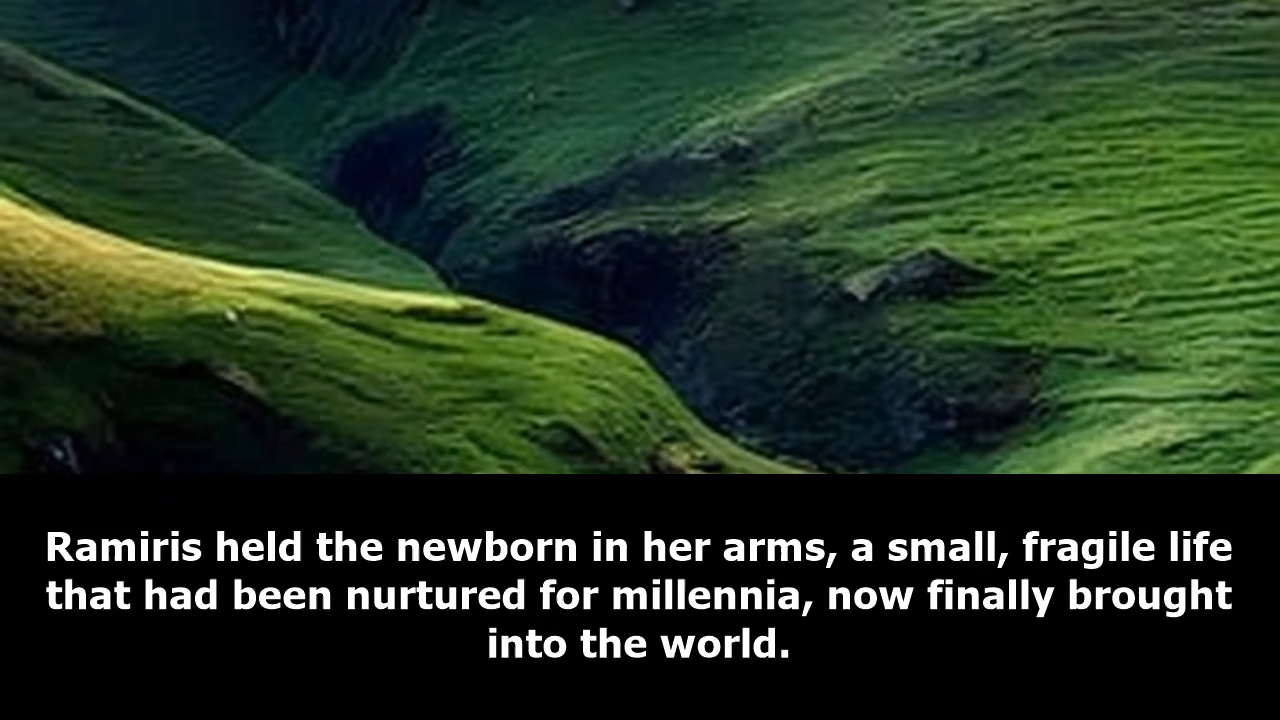 Ramiris held the newborn in her arms, a small, fragile life
that had been nurtured for millennia, now finally brought
into the world.